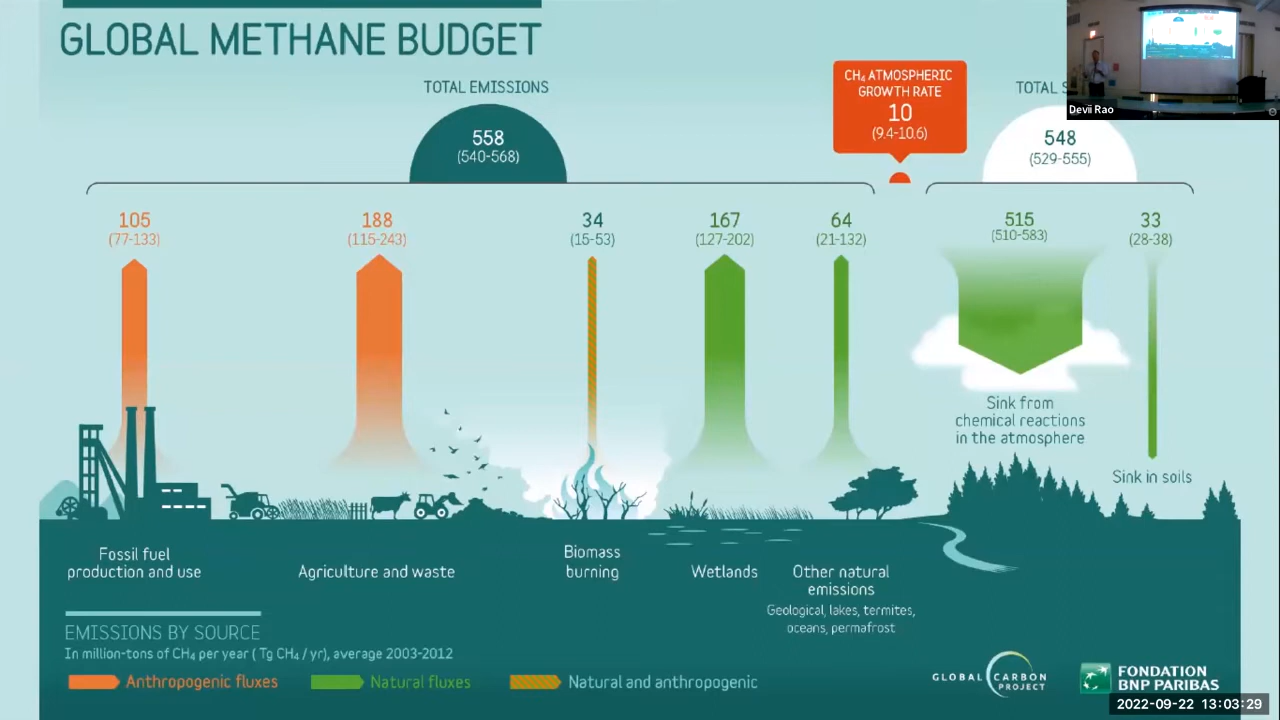 GLOBAL METHANE BUDGET
TOTAL EMISSIONS
558
(540-568)
CH₄ ATMOSPHERIC
GROWTH RATE
10
(9.4-10.6)
TOTAL
548
(529-555)
Devii Rao
105
(77-133)
188
(115-243)
34
(15-53)
167
(127-202)
64
(21-132)
515
(510-583)
33
(28-38)
Sink from
chemical reactions
in the atmosphere
Sink in soils
Fossil fuel
production and use
Agriculture and waste
Biomass
burning
Wetlands
Other natural
emissions
Geological, lakes, termites,
oceans, permafrost
EMISSIONS BY SOURCE
In million-tons of CH₄ per year ( Tg CH₄ / yr), average 2003-2012
Anthropogenic fluxes
Natural fluxes
Natural and anthropogenic
GLOBAL CARBON
PROJECT
FONDATION
BNP PARIBAS
2022-09-22 13:03:29